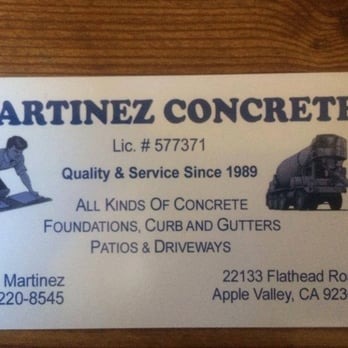 ARTINEZ CONCRETE
Lic. # 577371
Quality & Service Since 1989
ALL KINDS OF CONCRETE
FOUNDATIONS, CURB AND GUTTERS
PATIOS & DRIVEWAYS
Martinez
220-8545
22133 Flathead Roa
Apple Valley, CA 923